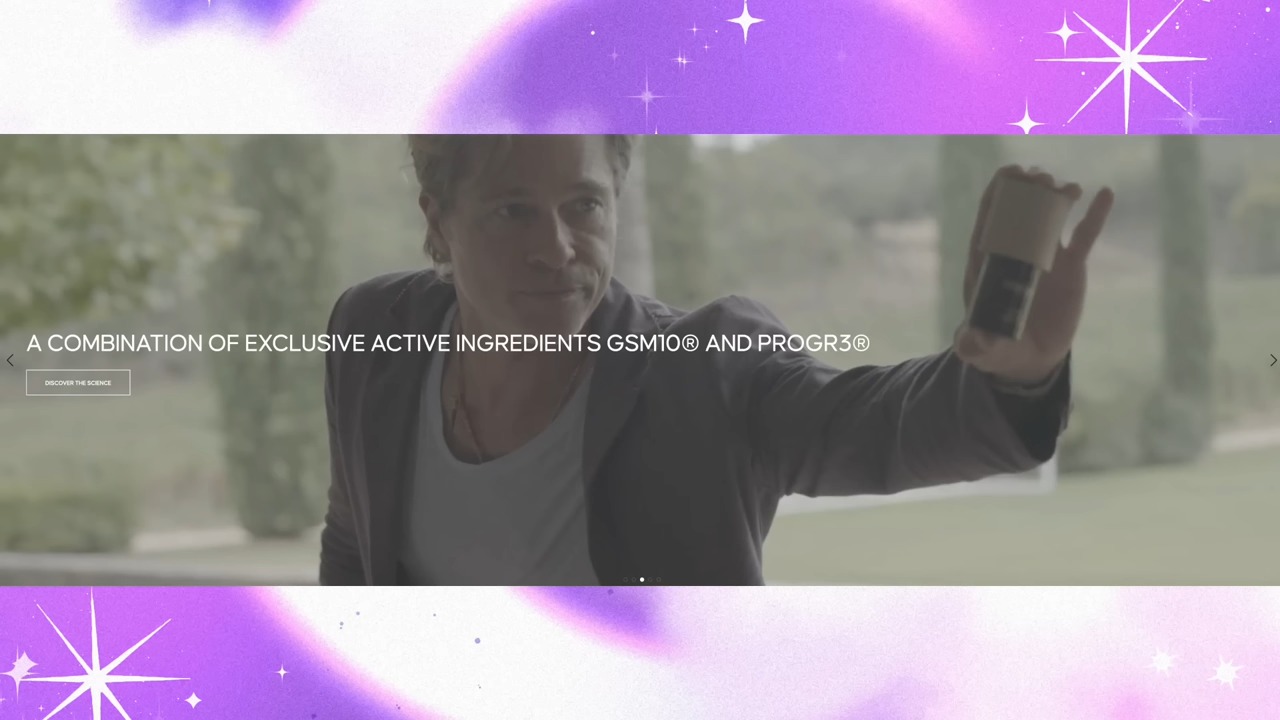 A COMBINATION OF EXCLUSIVE ACTIVE INGREDIENTS GSM10® AND PROGR3®
DISCOVER THE SCIENCE